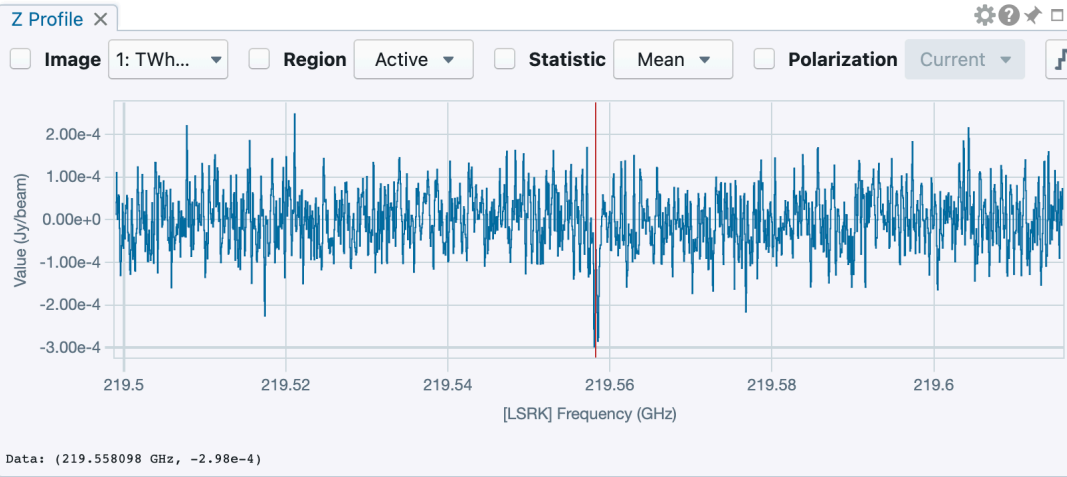 Z Profile
Image 1: TWh... Region Active Statistic Mean Polarization Current
2.00e-4
1.00e-4
0.00e+0
-1.00e-4
-2.00e-4
-3.00e-4
Value (Jy/beam)
219.5 219.52 219.54 219.56 219.58 219.6
[LSRK] Frequency (GHz)
Data: (219.558098 GHz, -2.98e-4)